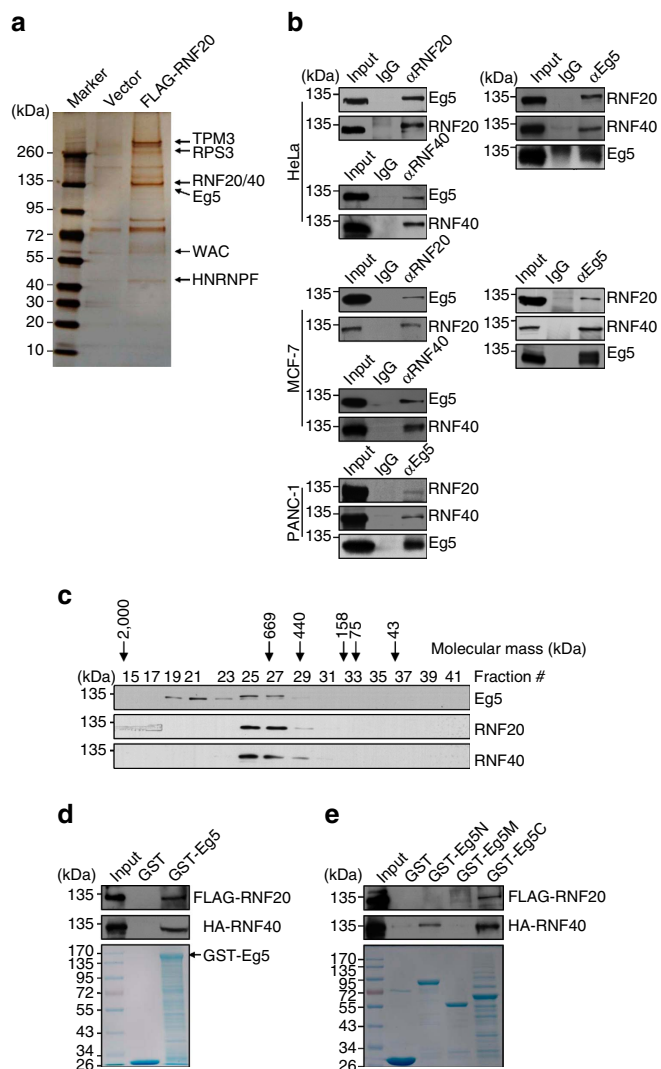 a
(kDa)
Marker
Vector
FLAG-RNF20
260
135
95
72
55
40
30
20
10
TPM3
RPS3
RNF20/40
Eg5
WAC
HNRNPF
b
(kDa)
Input
IgG
αRNF20
HeLa
135
Eg5
135
RNF20
αRNF40
135
Eg5
135
RNF40
(kDa)
Input
IgG
αEg5
135
RNF20
135
RNF40
135
Eg5
MCF-7
Input
IgG
αRNF20
135
Eg5
135
RNF20
Input
IgG
αRNF40
135
Eg5
135
RNF40
Input
IgG
αEg5
135
RNF20
135
RNF40
135
Eg5
PANC-1
Input
IgG
αEg5
135
RNF20
135
RNF40
135
Eg5
c
2,000
669
440
158
75
43
Molecular mass (kDa)
(kDa)
15 17 19 21 23 25 27 29 31 33 35 37 39 41 Fraction #
135
Eg5
135
RNF20
135
RNF40
d
(kDa)
Input
GST
GST-Eg5
135
FLAG-RNF20
135
HA-RNF40
170
135
95
72
55
43
34
26
GST-Eg5
e
(kDa)
Input
GST
GST-Eg5N
GST-Eg5M
GST-Eg5C
135
FLAG-RNF20
135
HA-RNF40
170
135
95
72
55
43
34
26